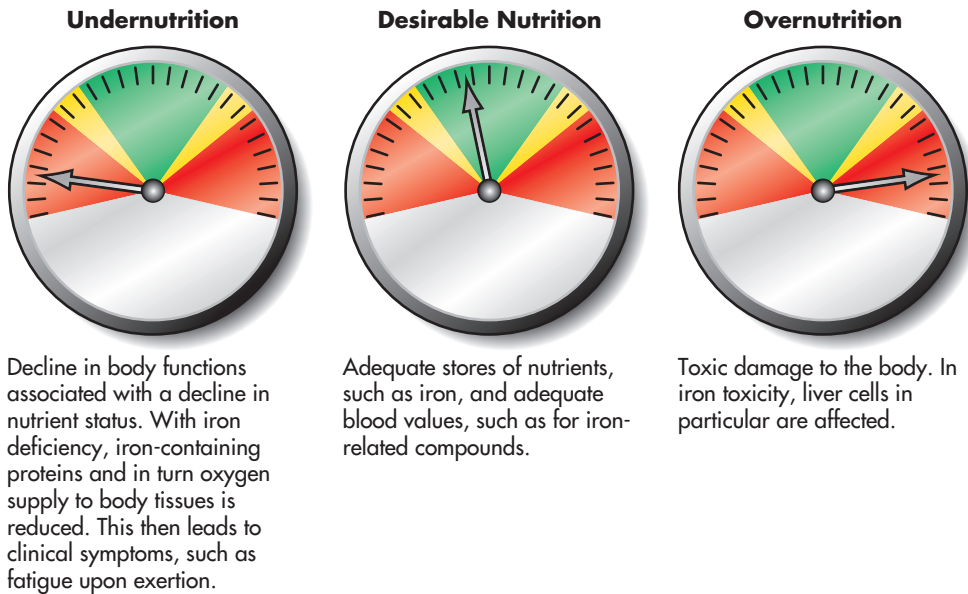 Undernutrition
Decline in body functions
associated with a decline in
nutrient status. With iron
deficiency, iron-containing
proteins and in turn oxygen
supply to body tissues is
reduced. This then leads to
clinical symptoms, such as
fatigue upon exertion.
Desirable Nutrition
Adequate stores of nutrients,
such as iron, and adequate
blood values, such as for iron-
related compounds.
Overnutrition
Toxic damage to the body. In
iron toxicity, liver cells in
particular are affected.